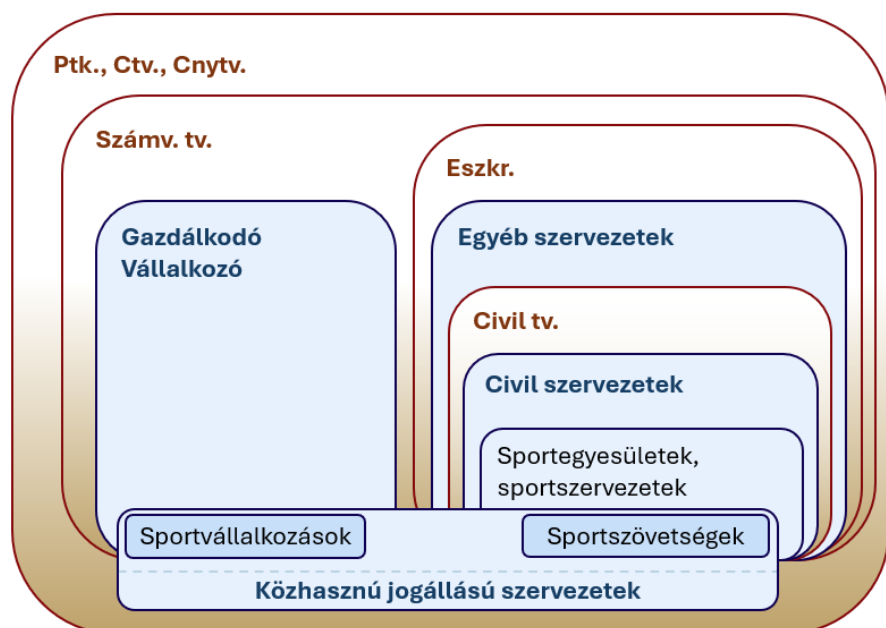 Ptk., Ctv., Cnytv.
Számv. tv.
Eszkr.
Gazdálkodó
Vállalkozó
Egyéb szervezetek
Civil tv.
Civil szervezetek
Sportegyesületek,
sportszervezetek
Sportvállalkozások
Sportszövetségek
Közhasznú jogállású szervezetek